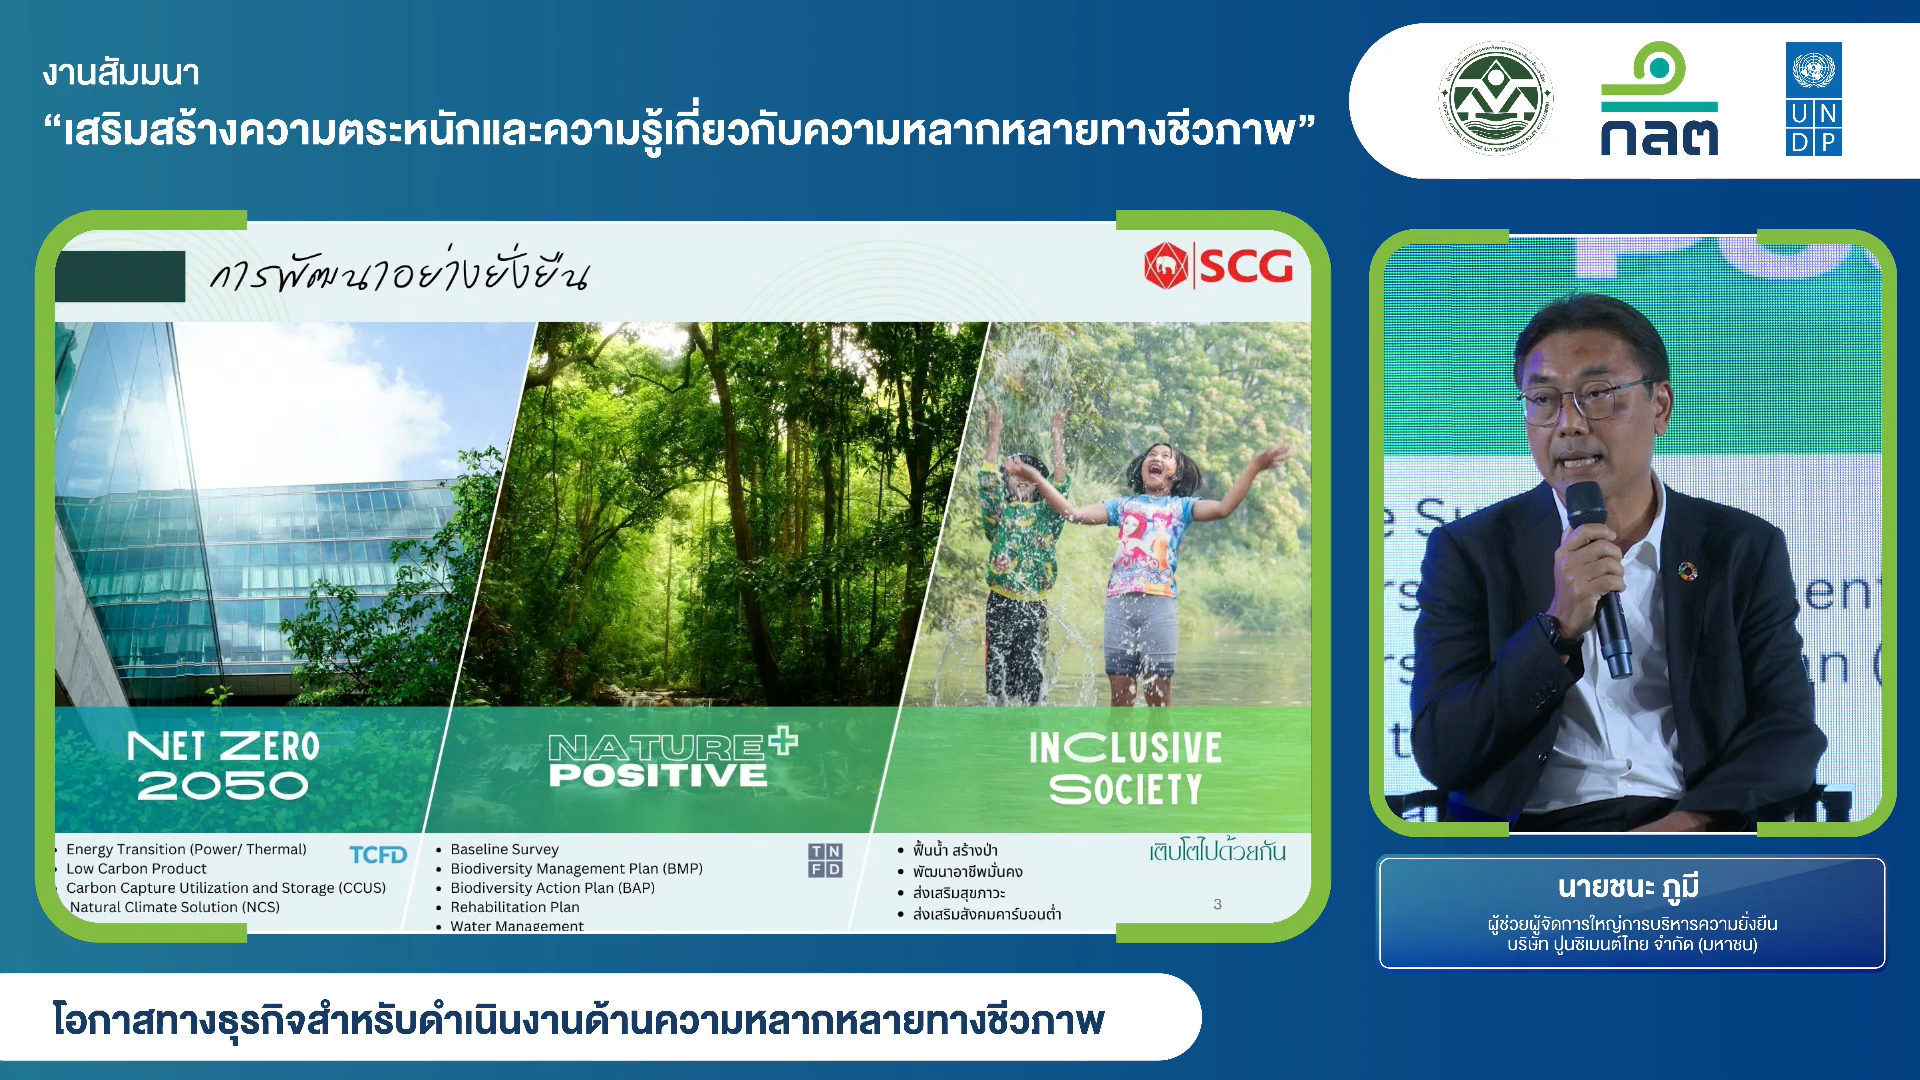 งานสัมมนา
“เสริมสร้างความตระหนักและความรู้เกี่ยวกับความหลากหลายทางชีวภาพ”
กลต
UN
DP
การพัฒนาอย่างยั่งยืน
SCG
NET ZERO
2050
NATURE+
POSITIVE
INCLUSIVE
SOCIETY
• Energy Transition (Power/ Thermal)
Low Carbon Product
Carbon Capture Utilization and Storage (CCUS)
Natural Climate Solution (NCS)
TCFD
• Baseline Survey
• Biodiversity Management Plan (BMP)
• Biodiversity Action Plan (BAP)
• Rehabilitation Plan
• Water Management
TN
FD
• ฟื้นน้ำ สร้างป่า
• พัฒนาอาชีพมั่นคง
• ส่งเสริมสุขภาวะ
• ส่งเสริมสังคมคาร์บอนต่ำ
เติบโตไปด้วยกัน
3
นายชนะ ภูมี
ผู้ช่วยผู้จัดการใหญ่การบริหารความยั่งยืน
บริษัท ปูนซิเมนต์ไทย จำกัด (มหาชน)
โอกาสทางธุรกิจสำหรับดำเนินงานด้านความหลากหลายทางชีวภาพ